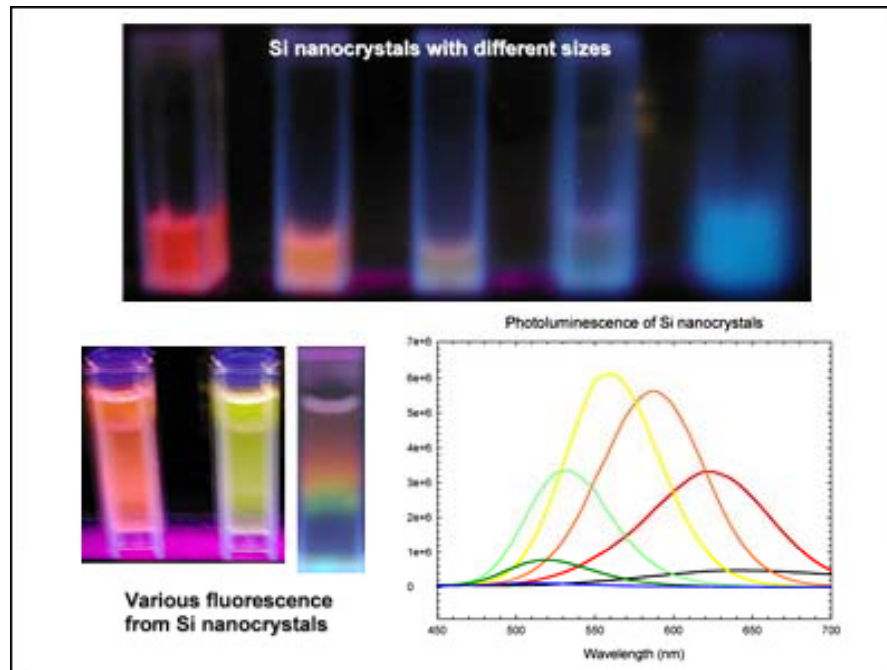 Si nanocrystals with different sizes
Photoluminescence of Si nanocrystals
7e+6
6e+6
5e+6
4e+6
3e+6
2e+6
1e+6
0
450
500
550
600
650
700
Wavelength (nm)
Various fluorescence
from Si nanocrystals